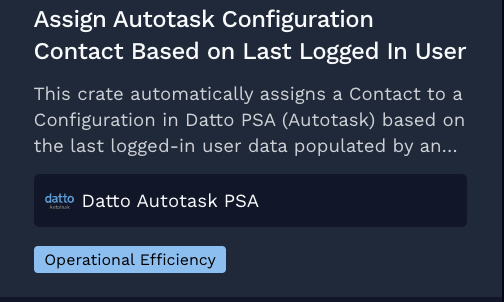 Assign Autotask Configuration
Contact Based on Last Logged In User
This crate automatically assigns a Contact to a
Configuration in Datto PSA (Autotask) based on
the last logged-in user data populated by an...
datto
Autotask
Datto Autotask PSA
Operational Efficiency